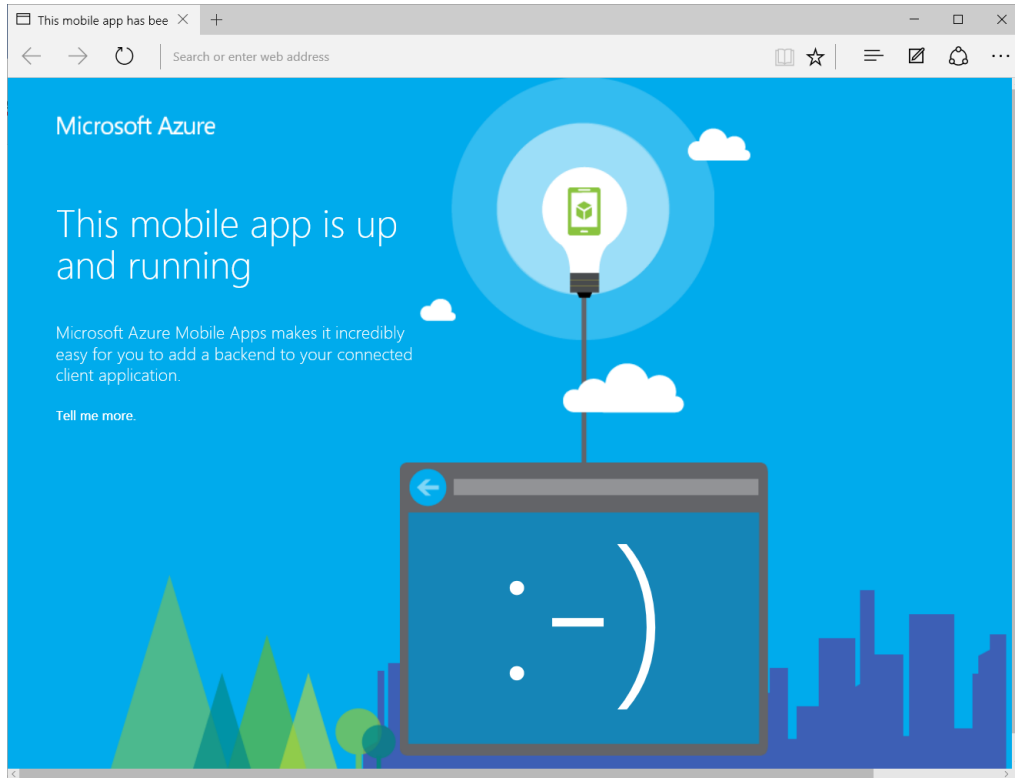 This mobile app has bee
Search or enter web address
Microsoft Azure
This mobile app is up
and running
Microsoft Azure Mobile Apps makes it incredibly
easy for you to add a backend to your connected
client application.
Tell me more.
:-)